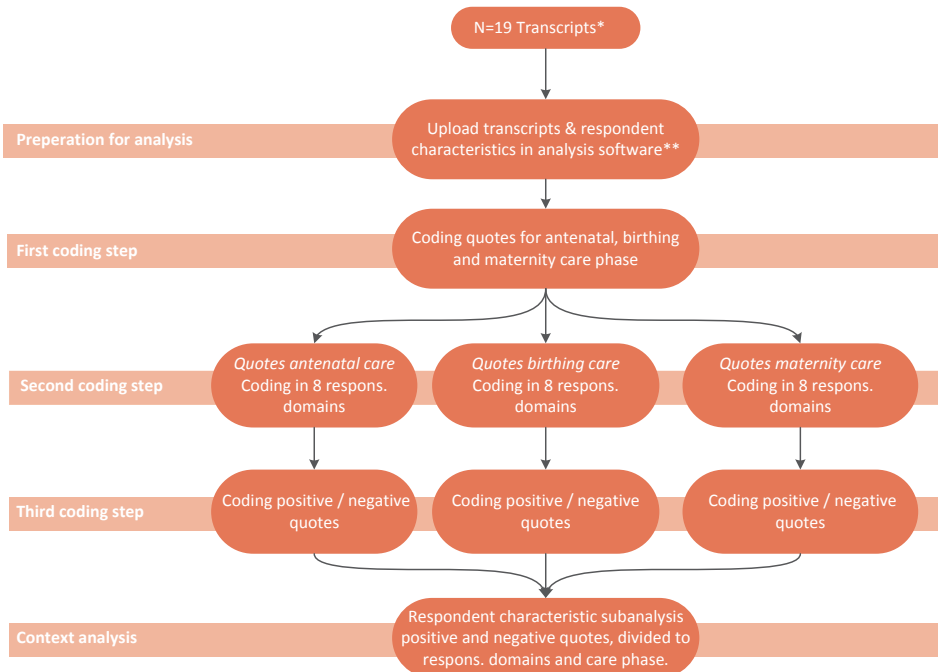 N=19 Transcripts*
Preperation for analysis
Upload transcripts & respondent
characteristics in analysis software**
First coding step
Coding quotes for antenatal, birthing
and maternity care phase
Second coding step
Quotes antenatal care
Coding in 8 respons.
domains
Quotes birthing care
Coding in 8 respons.
domains
Quotes maternity care
Coding in 8 respons.
domains
Third coding step
Coding positive / negative
quotes
Coding positive / negative
quotes
Coding positive / negative
quotes
Context analysis
Respondent characteristic subanalysis
positive and negative quotes, divided to
respons. domains and care phase.